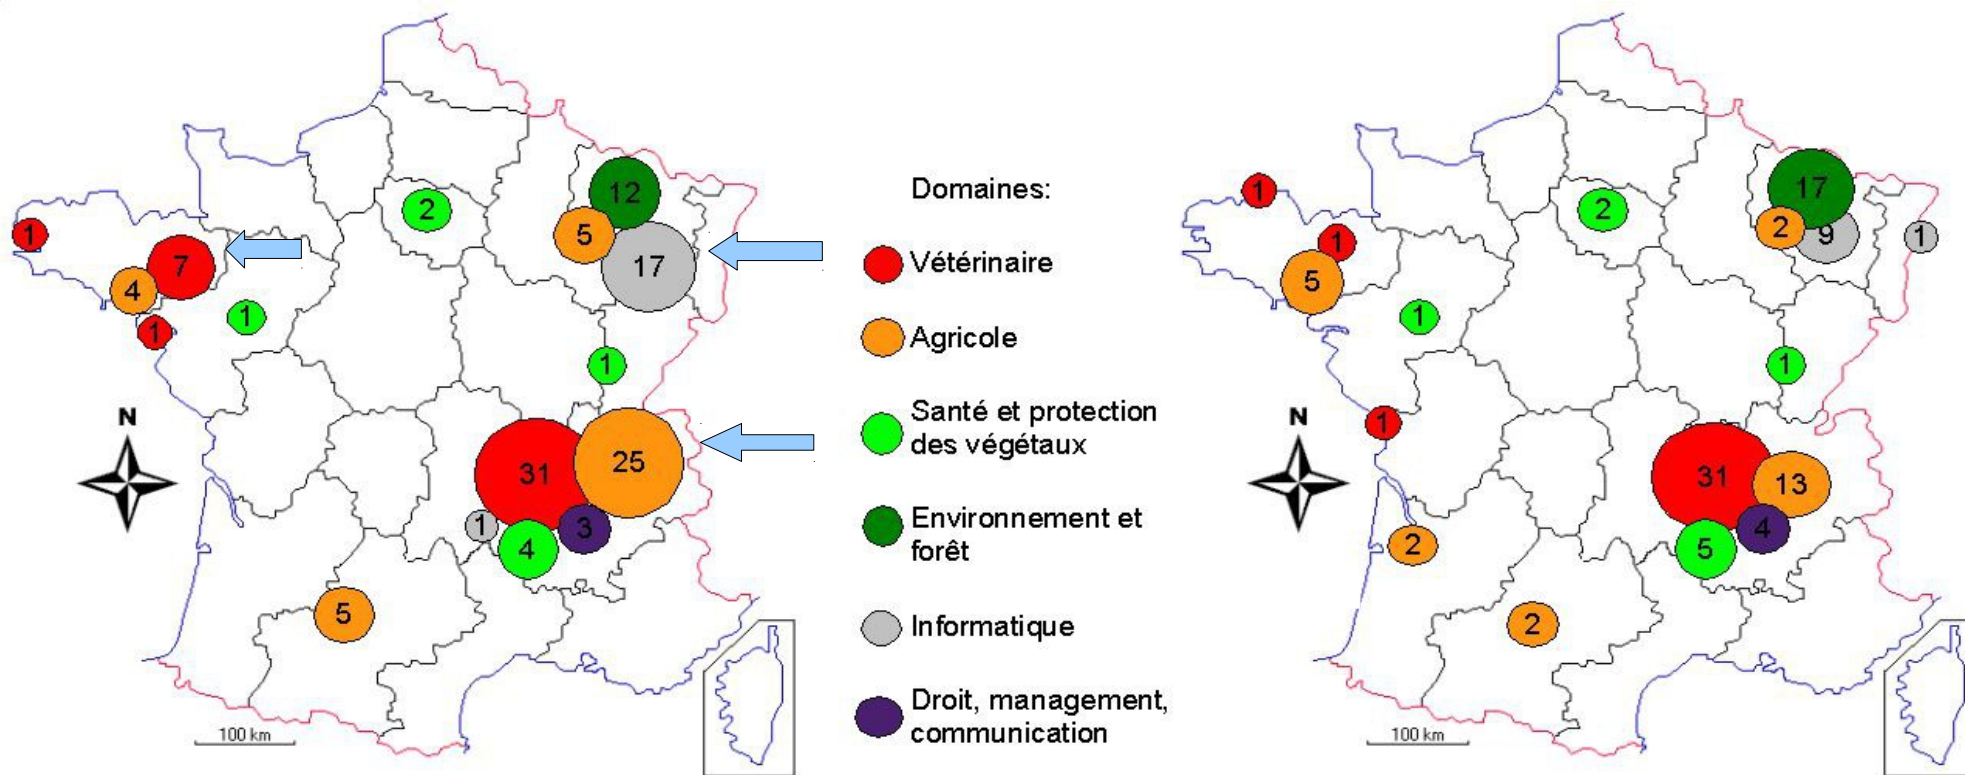 12
2
5
1
7
17
4
1
1
1
N
31
25
1
3
4
5
100 km
Domaines:
Vétérinaire
Agricole
Santé et protection
des végétaux
Environnement et
forêt
Informatique
Droit, management,
communication
17
1
2
2
9
1
1
5
1
1
1
N
31
13
4
5
2
2
100 km